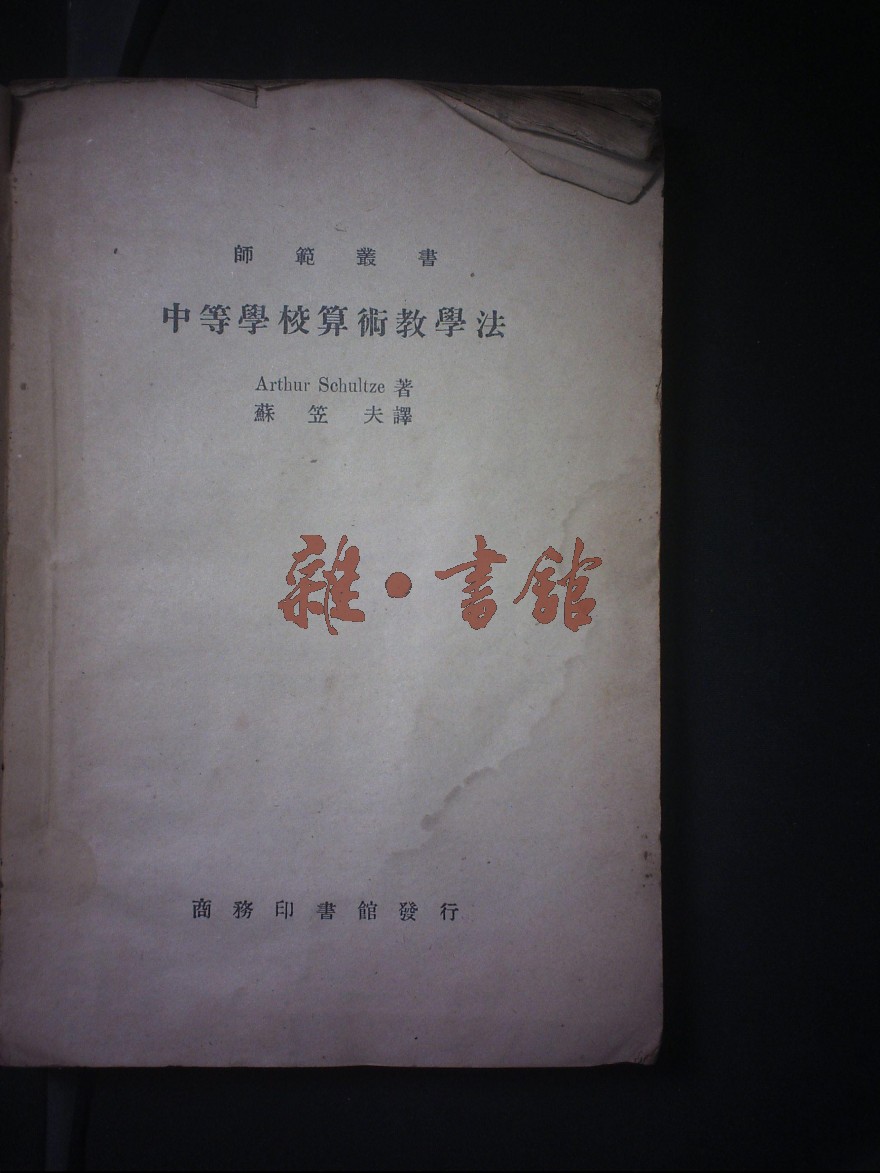 師範叢書
中等學校算術教學法
Arthur Schultze 著
蘇笠夫譯
雜·書館
商務印書館發行